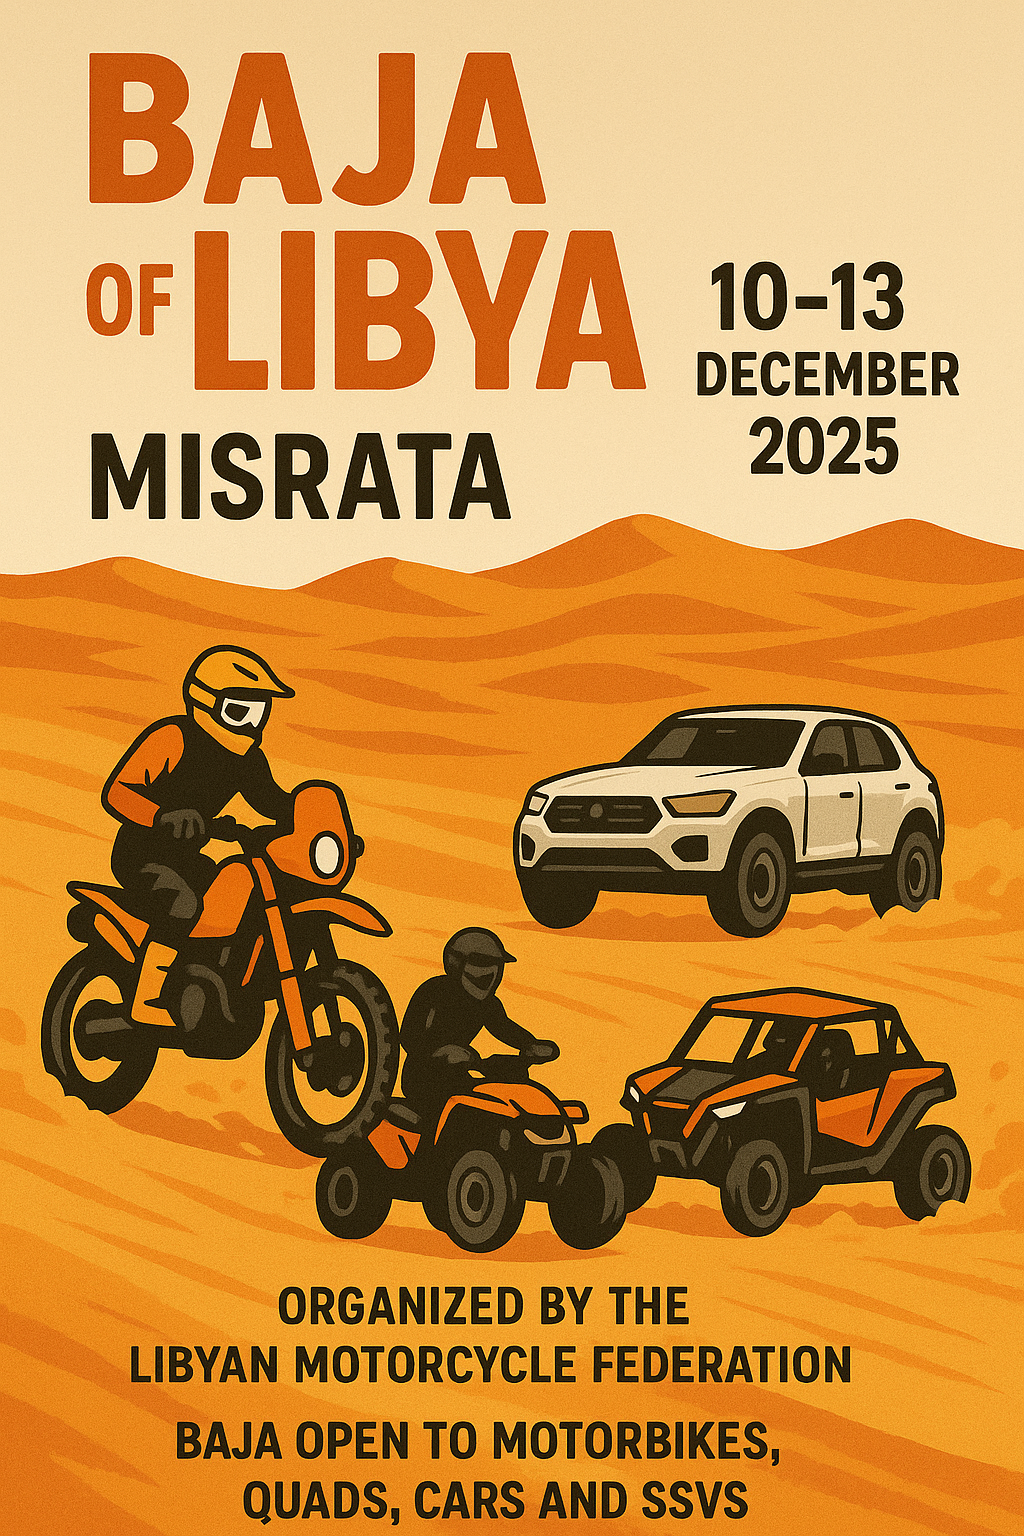 BAJA
OF LIBYA
MISRATA
10–13
DECEMBER
2025
ORGANIZED BY THE
LIBYAN MOTORCYCLE FEDERATION
BAJA OPEN TO MOTORBIKES,
QUADS, CARS AND SSVS